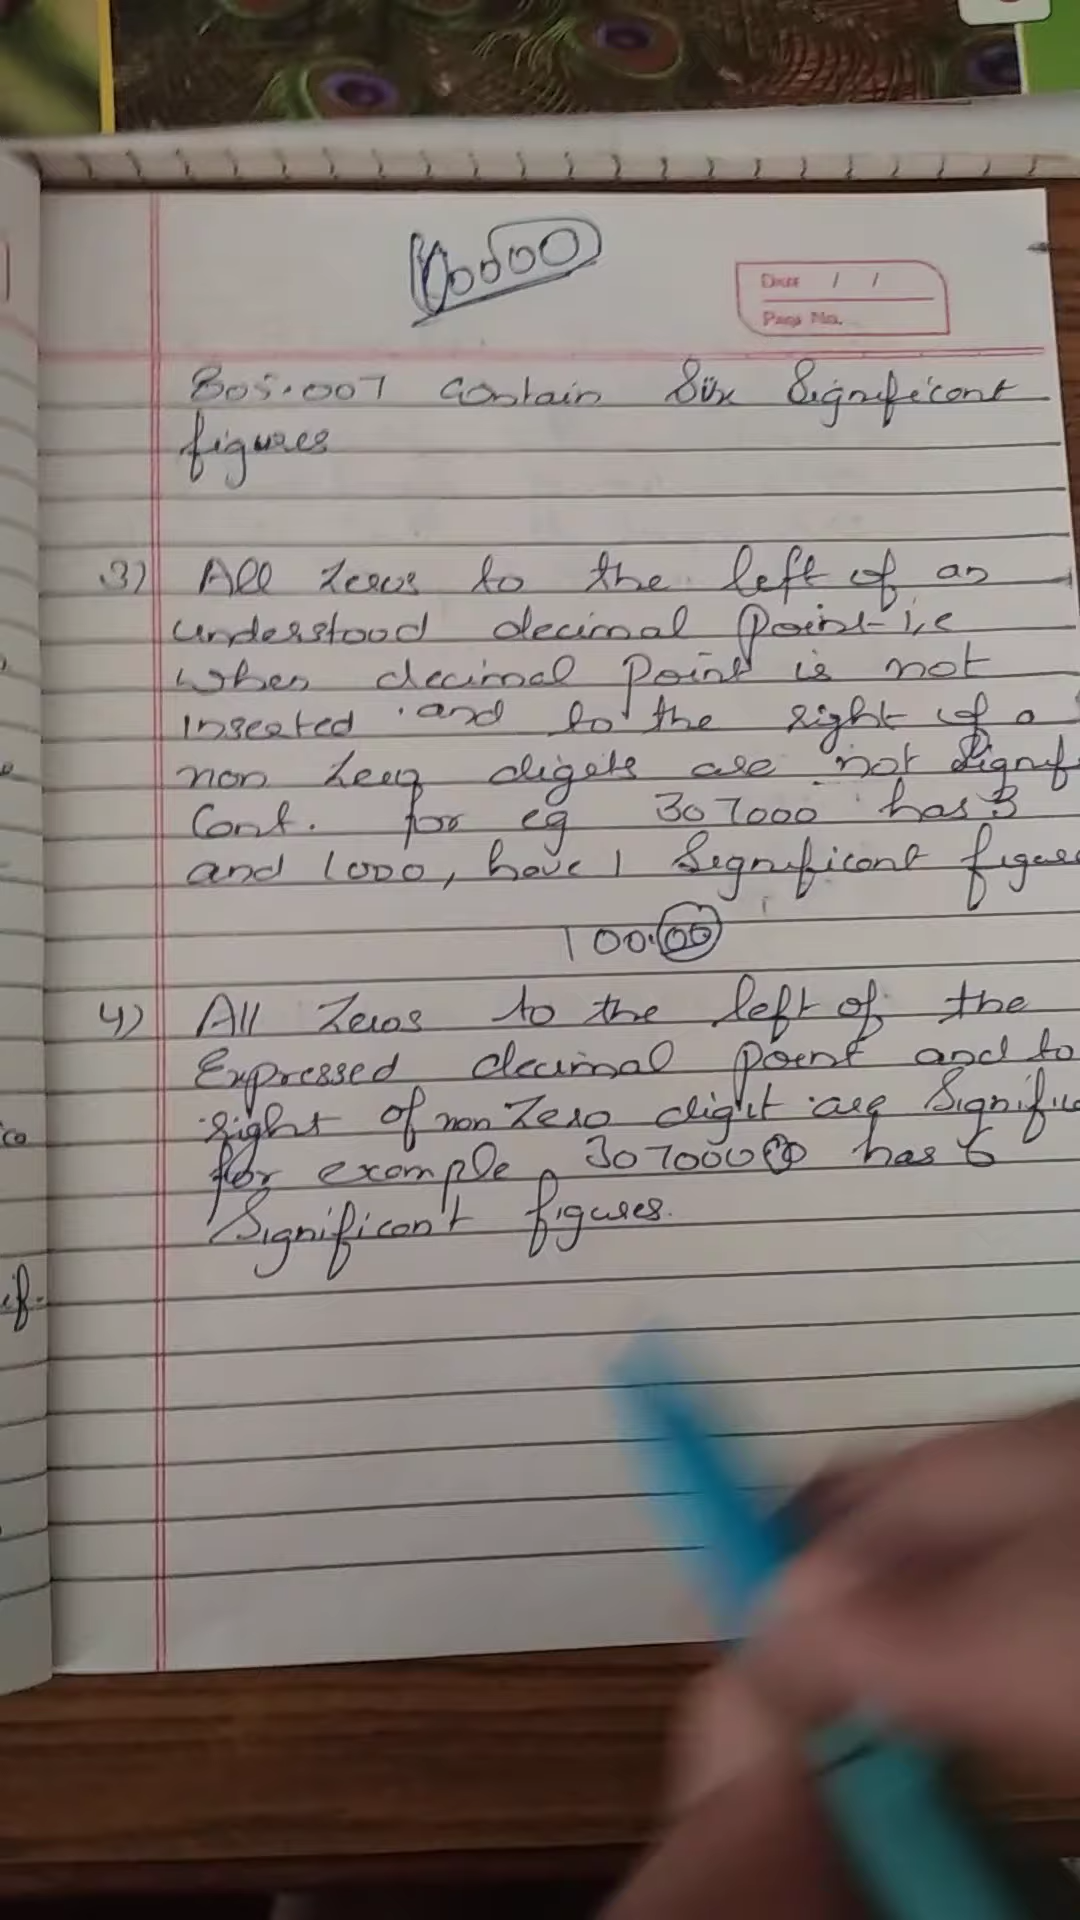 Date / /
Page No.
805.007 contain Six Significant
figures
3) All zeros to the left of an
understood decimal point i,e
when decimal point is not
inserted and to the right of a
non zero digits are not Signifi
cant. for eg 307000 has 3
and 1000, have 1 Significant figure
100.00
4) All zeros to the left of the
Expressed decimal point and to
right of non zero digit are Significa
for example 307000 has 6
Significant figures.
if-